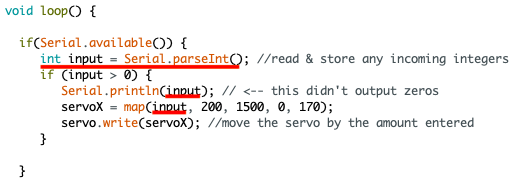 void loop() {
if(Serial.available()) {
int input = Serial.parseInt(); //read & store any incoming integers
if (input > 0) {
Serial.println(input); // <-- this didn't output zeros
servoX = map(input, 200, 1500, 0, 170);
servo.write(servoX); //move the servo by the amount entered
}
}